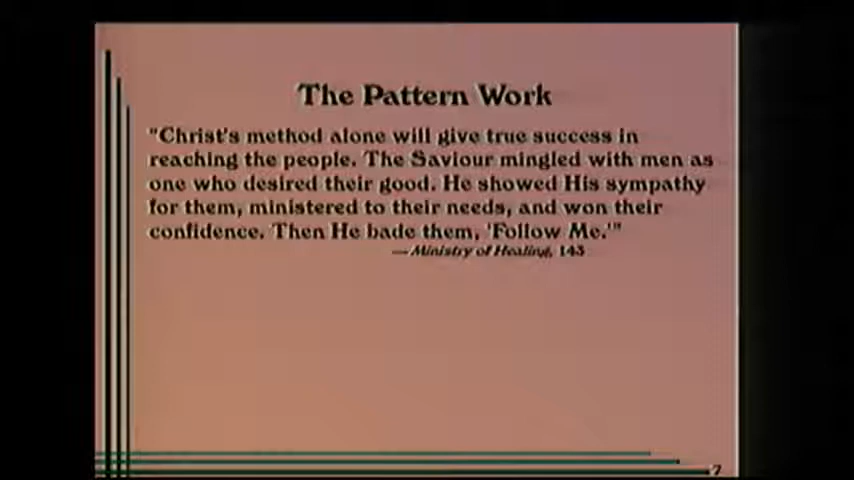 The Pattern Work
"Christ's method alone will give true success in
reaching the people. The Saviour mingled with men as
one who desired their good. He showed His sympathy
for them, ministered to their needs, and won their
confidence. Then He bade them, 'Follow Me.'"
—Ministry of Healing, 143
7